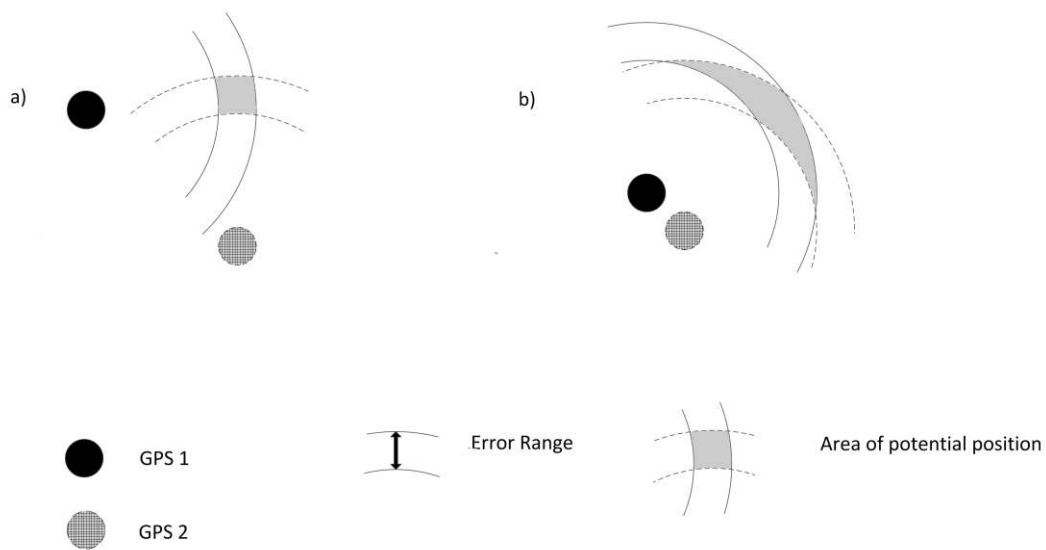 a)
b)
GPS 1
Error Range
Area of potential position
GPS 2